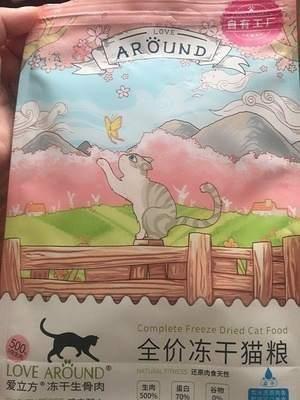 LOVE
AROUND
自有工厂
500
LOVE AROUND®
爱立方® 冻干生骨肉
Complete Freeze Dried Cat Food
全价冻干猫粮
NATURAL FITNESS 还原肉食天性
生肉 500%
蛋白 70%
谷物 0%